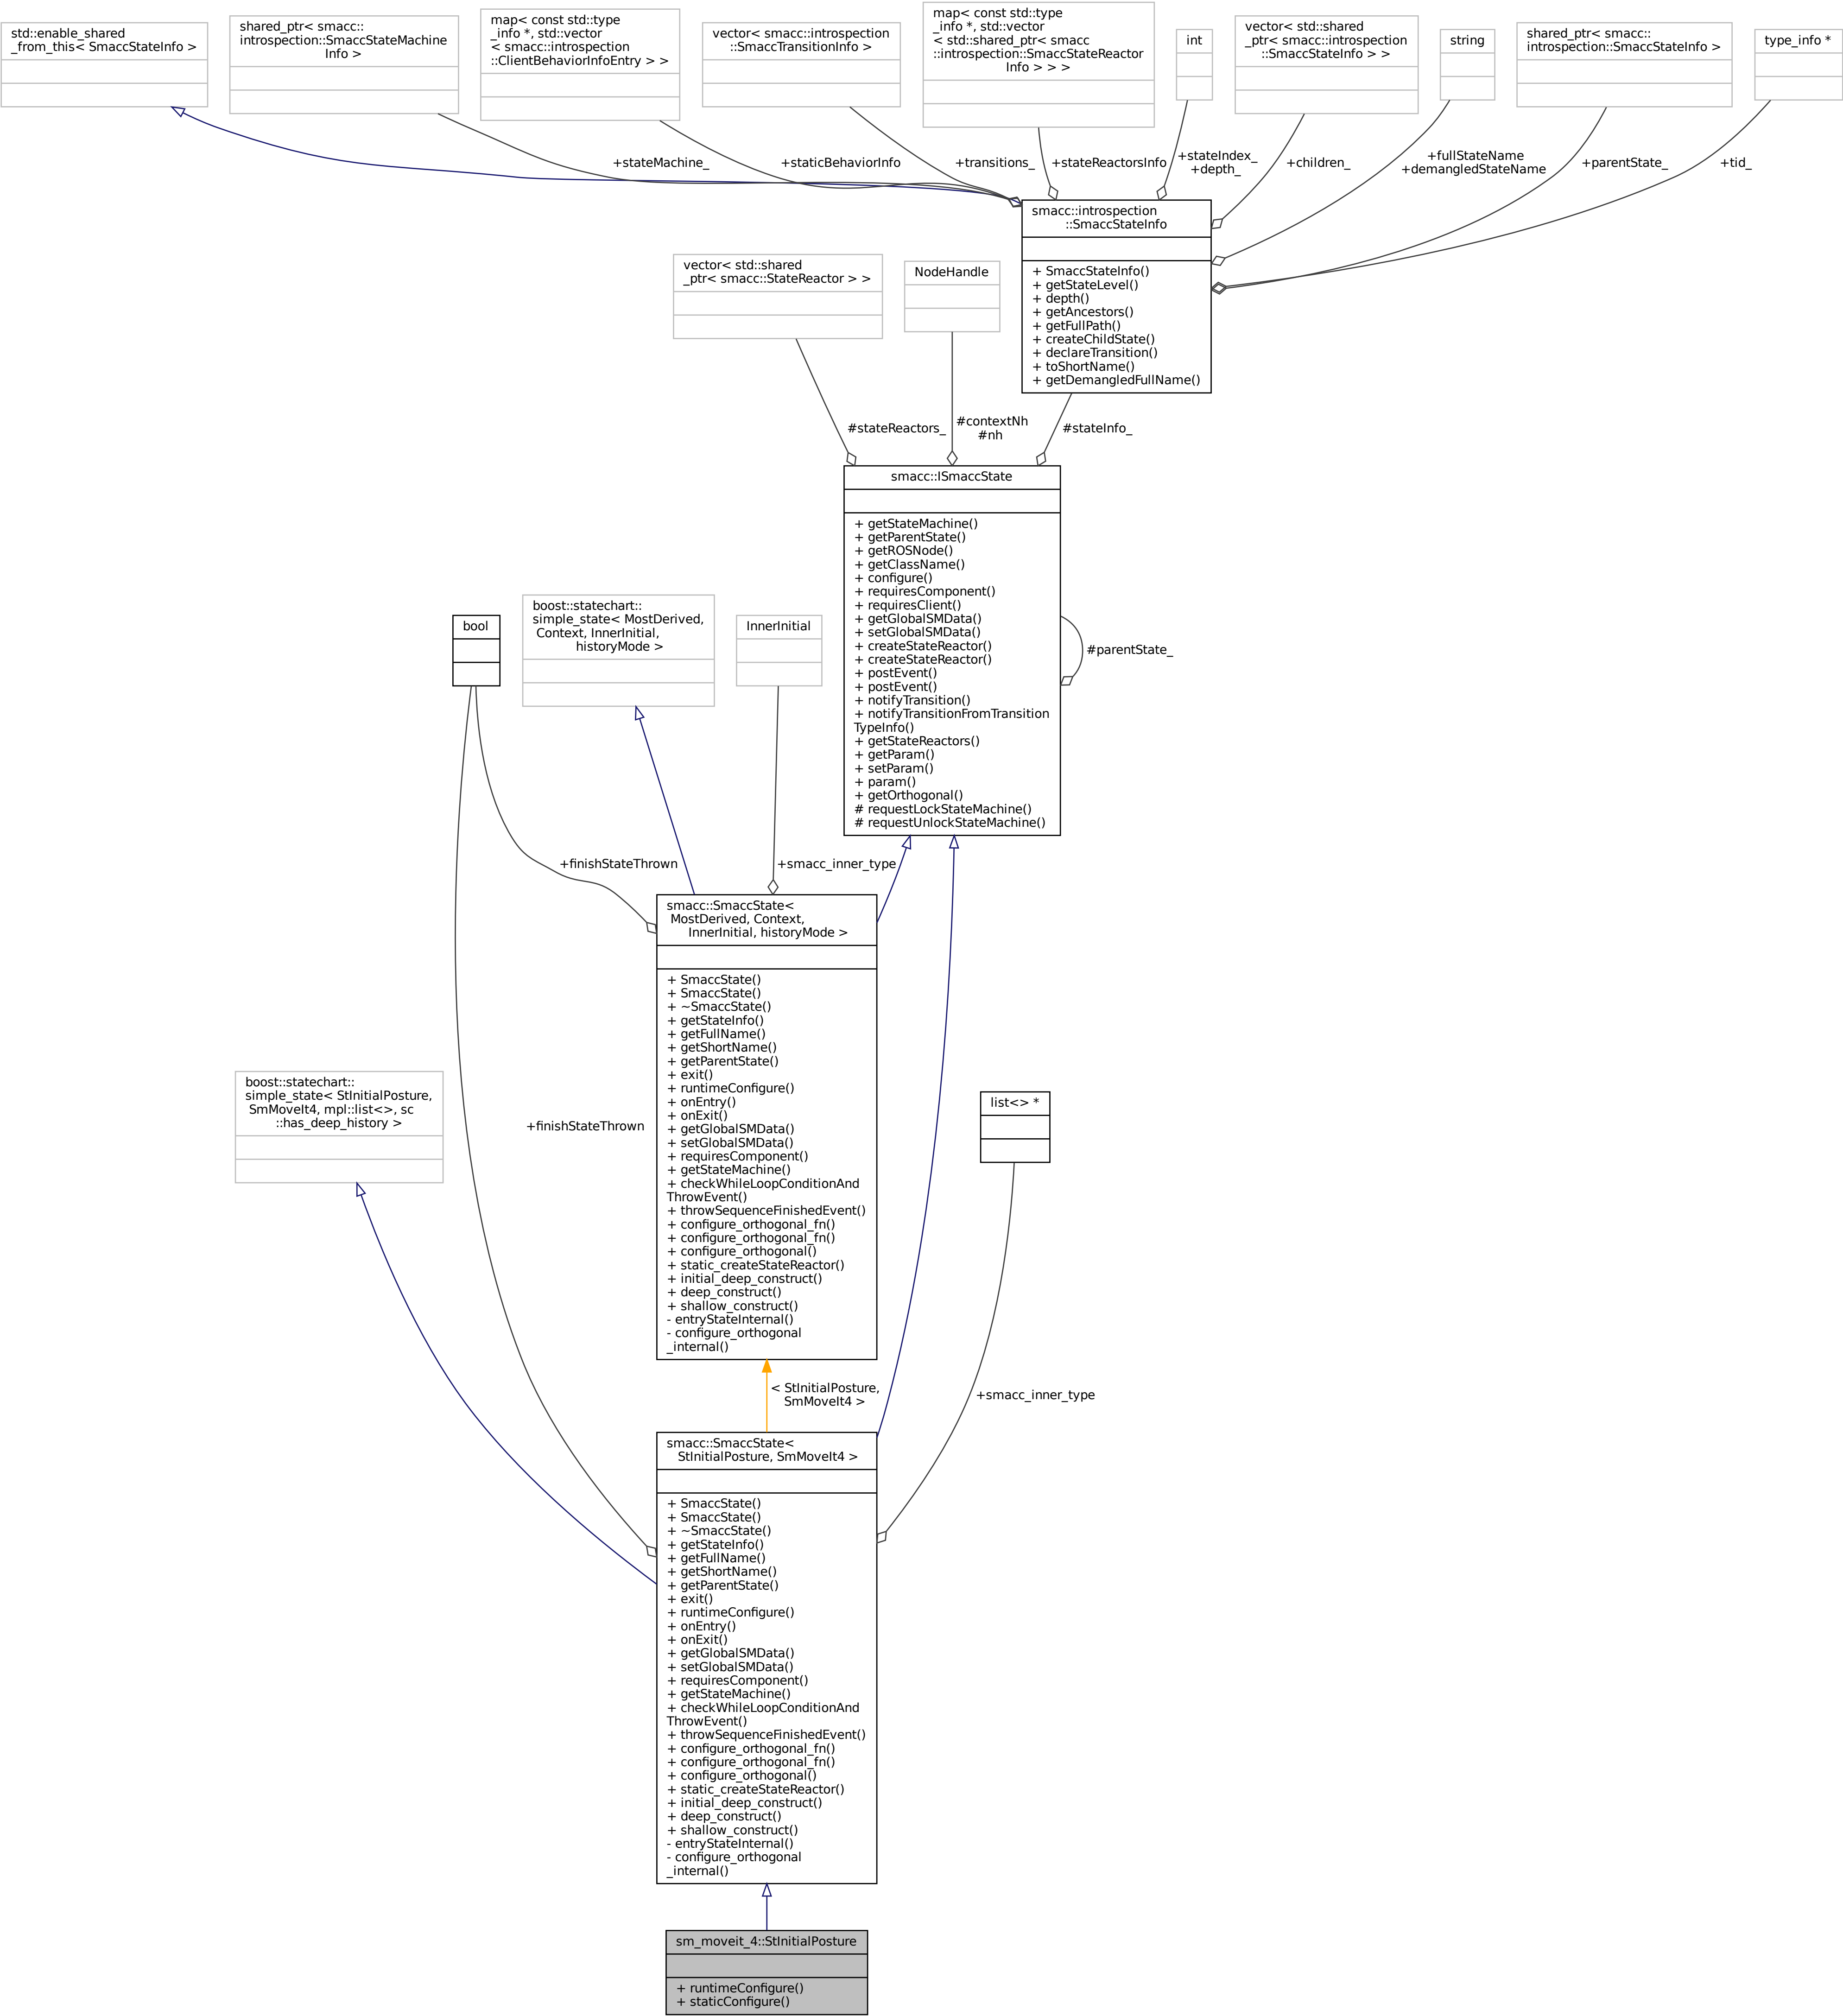 std::enable_shared
_from_this< SmaccStateInfo >
shared_ptr< smacc::
introspection::SmaccStateMachine
Info >
map< const std::type
_info *, std::vector
< smacc::introspection
::ClientBehaviorInfoEntry > >
vector< smacc::introspection
::SmaccTransitionInfo >
map< const std::type
_info *, std::vector
< std::shared_ptr< smacc
::introspection::SmaccStateReactor
Info > > >
int
vector< std::shared
_ptr< smacc::introspection
::SmaccStateInfo > >
string
shared_ptr< smacc::
introspection::SmaccStateInfo >
type_info *
+stateMachine_
+staticBehaviorInfo
+transitions_
+stateReactorsInfo
+stateIndex_
+depth_
+children_
+fullStateName
+demangledStateName
+parentState_
+tid_
smacc::introspection
::SmaccStateInfo
+ SmaccStateInfo()
+ getStateLevel()
+ depth()
+ getAncestors()
+ getFullPath()
+ createChildState()
+ declareTransition()
+ toShortName()
+ getDemangledFullName()
vector< std::shared
_ptr< smacc::StateReactor > >
NodeHandle
#stateReactors_
#contextNh
#nh
#stateInfo_
smacc::ISmaccState
+ getStateMachine()
+ getParentState()
+ getROSNode()
+ getClassName()
+ configure()
+ requiresComponent()
+ requiresClient()
+ getGlobalSMData()
+ setGlobalSMData()
+ createStateReactor()
+ createStateReactor()
+ postEvent()
+ postEvent()
+ notifyTransition()
+ notifyTransitionFromTransition
TypeInfo()
+ getStateReactors()
+ getParam()
+ setParam()
+ param()
+ getOrthogonal()
# requestLockStateMachine()
# requestUnlockStateMachine()
#parentState_
bool
boost::statechart::
simple_state< MostDerived,
Context, InnerInitial,
historyMode >
InnerInitial
+finishStateThrown
+smacc_inner_type
smacc::SmaccState<
MostDerived, Context,
InnerInitial, historyMode >
+ SmaccState()
+ SmaccState()
+ ~SmaccState()
+ getStateInfo()
+ getFullName()
+ getShortName()
+ getParentState()
+ exit()
+ runtimeConfigure()
+ onEntry()
+ onExit()
+ getGlobalSMData()
+ setGlobalSMData()
+ requiresComponent()
+ getStateMachine()
+ checkWhileLoopConditionAnd
ThrowEvent()
+ throwSequenceFinishedEvent()
+ configure_orthogonal_fn()
+ configure_orthogonal_fn()
+ configure_orthogonal()
+ static_createStateReactor()
+ initial_deep_construct()
+ deep_construct()
+ shallow_construct()
- entryStateInternal()
- configure_orthogonal
_internal()
boost::statechart::
simple_state< StInitialPosture,
SmMoveIt4, mpl::list<>, sc
::has_deep_history >
+finishStateThrown
list<> *
< StInitialPosture,
SmMoveIt4 >
+smacc_inner_type
smacc::SmaccState<
StInitialPosture, SmMoveIt4 >
+ SmaccState()
+ SmaccState()
+ ~SmaccState()
+ getStateInfo()
+ getFullName()
+ getShortName()
+ getParentState()
+ exit()
+ runtimeConfigure()
+ onEntry()
+ onExit()
+ getGlobalSMData()
+ setGlobalSMData()
+ requiresComponent()
+ getStateMachine()
+ checkWhileLoopConditionAnd
ThrowEvent()
+ throwSequenceFinishedEvent()
+ configure_orthogonal_fn()
+ configure_orthogonal_fn()
+ configure_orthogonal()
+ static_createStateReactor()
+ initial_deep_construct()
+ deep_construct()
+ shallow_construct()
- entryStateInternal()
- configure_orthogonal
_internal()
sm_moveit_4::StInitialPosture
+ runtimeConfigure()
+ staticConfigure()